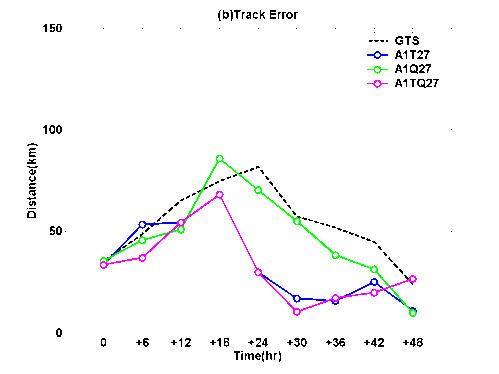 (b)Track Error
150
GTS
A1T27
A1Q27
A1TQ27
100
Distance(km)
50
0
0 +6 +12 +18 +24 +30 +36 +42 +48
Time(hr)